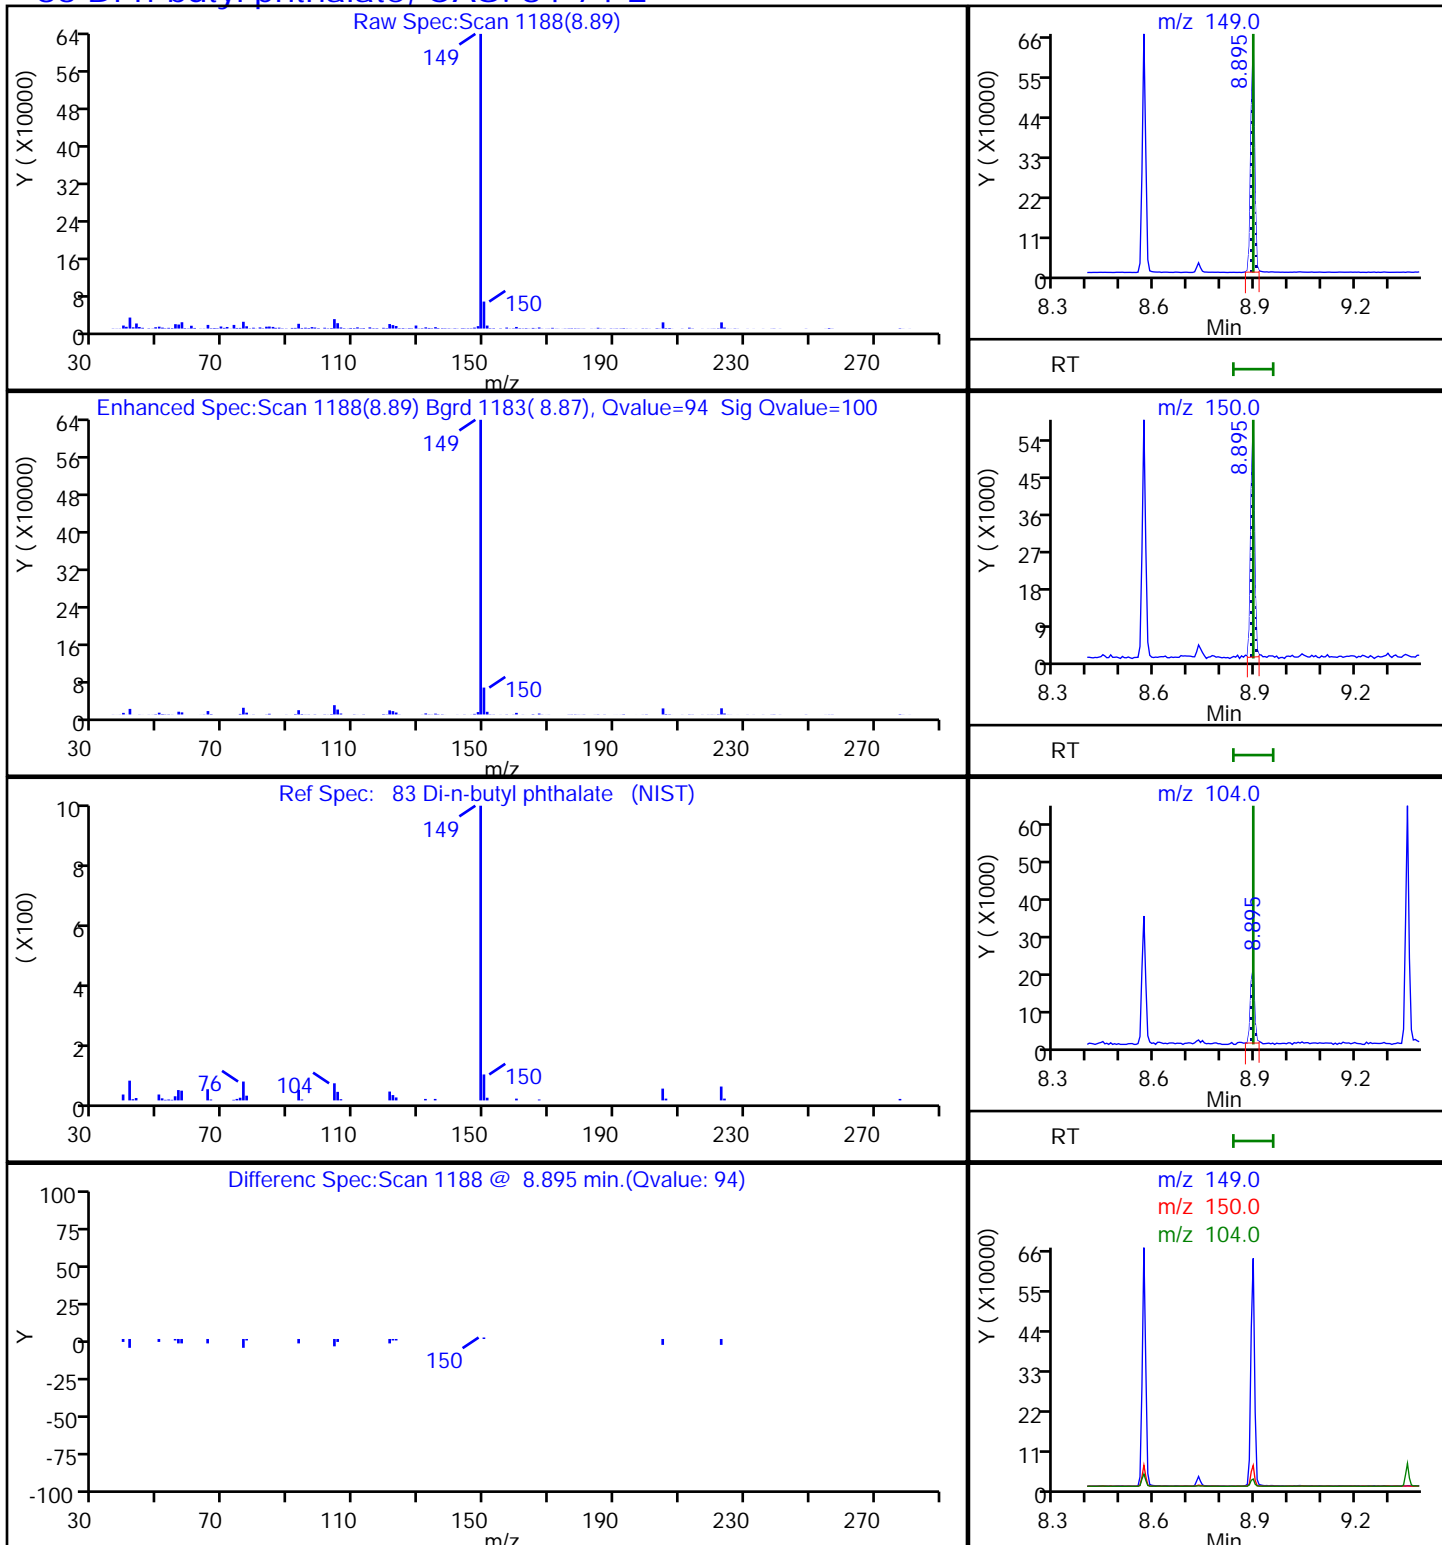 83 Di-n-butyl phthalate, CAS: 84-74-2
Raw Spec:Scan 1188(8.89)
Y ( X10000)
64
56
48
40
32
24
16
8
0
149
150
30 70 110 150 190 230 270
m/z
m/z 149.0
Y ( X10000)
66
55
44
33
22
11
0
8.895
8.3 8.6 8.9 9.2
Min
RT
Enhanced Spec:Scan 1188(8.89) Bgrd 1183( 8.87), Qvalue=94 Sig Qvalue=100
Y ( X10000)
64
56
48
40
32
24
16
8
0
149
150
30 70 110 150 190 230 270
m/z
m/z 150.0
Y ( X1000)
54
45
36
27
18
9
0
8.895
8.3 8.6 8.9 9.2
Min
RT
Ref Spec: 83 Di-n-butyl phthalate (NIST)
( X100)
10
8
6
4
2
0
149
76
104
150
30 70 110 150 190 230 270
m/z 104.0
Y ( X1000)
60
50
40
30
20
10
0
8.895
8.3 8.6 8.9 9.2
Min
RT
Differenc Spec:Scan 1188 @ 8.895 min.(Qvalue: 94)
Y
100
75
50
25
0
-25
-50
-75
-100
150
30 70 110 150 190 230 270
m/z
m/z 149.0
m/z 150.0
m/z 104.0
Y ( X10000)
66
55
44
33
22
11
0
8.3 8.6 8.9 9.2
Min